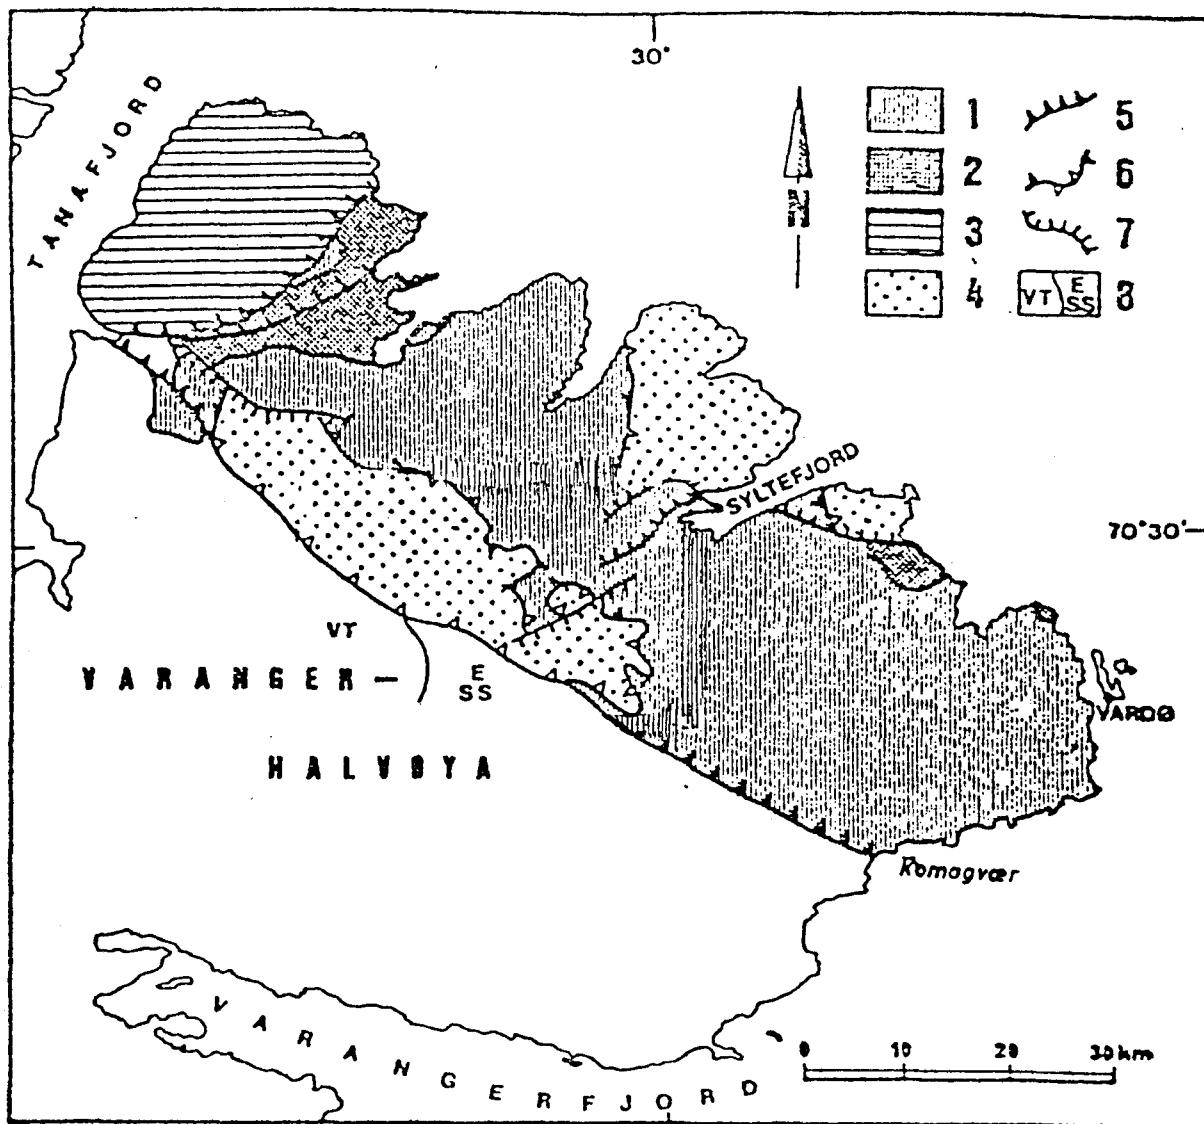 30°
TANAFJORD
1
2
3
4
5
6
7
VT
E
SS
8
SYLTEFJORD
70°30'
VT
E
SS
VARANGER-
HALVØYA
VARDØ
Komagvær
VARANGERFJORD
0 10 20 30 km